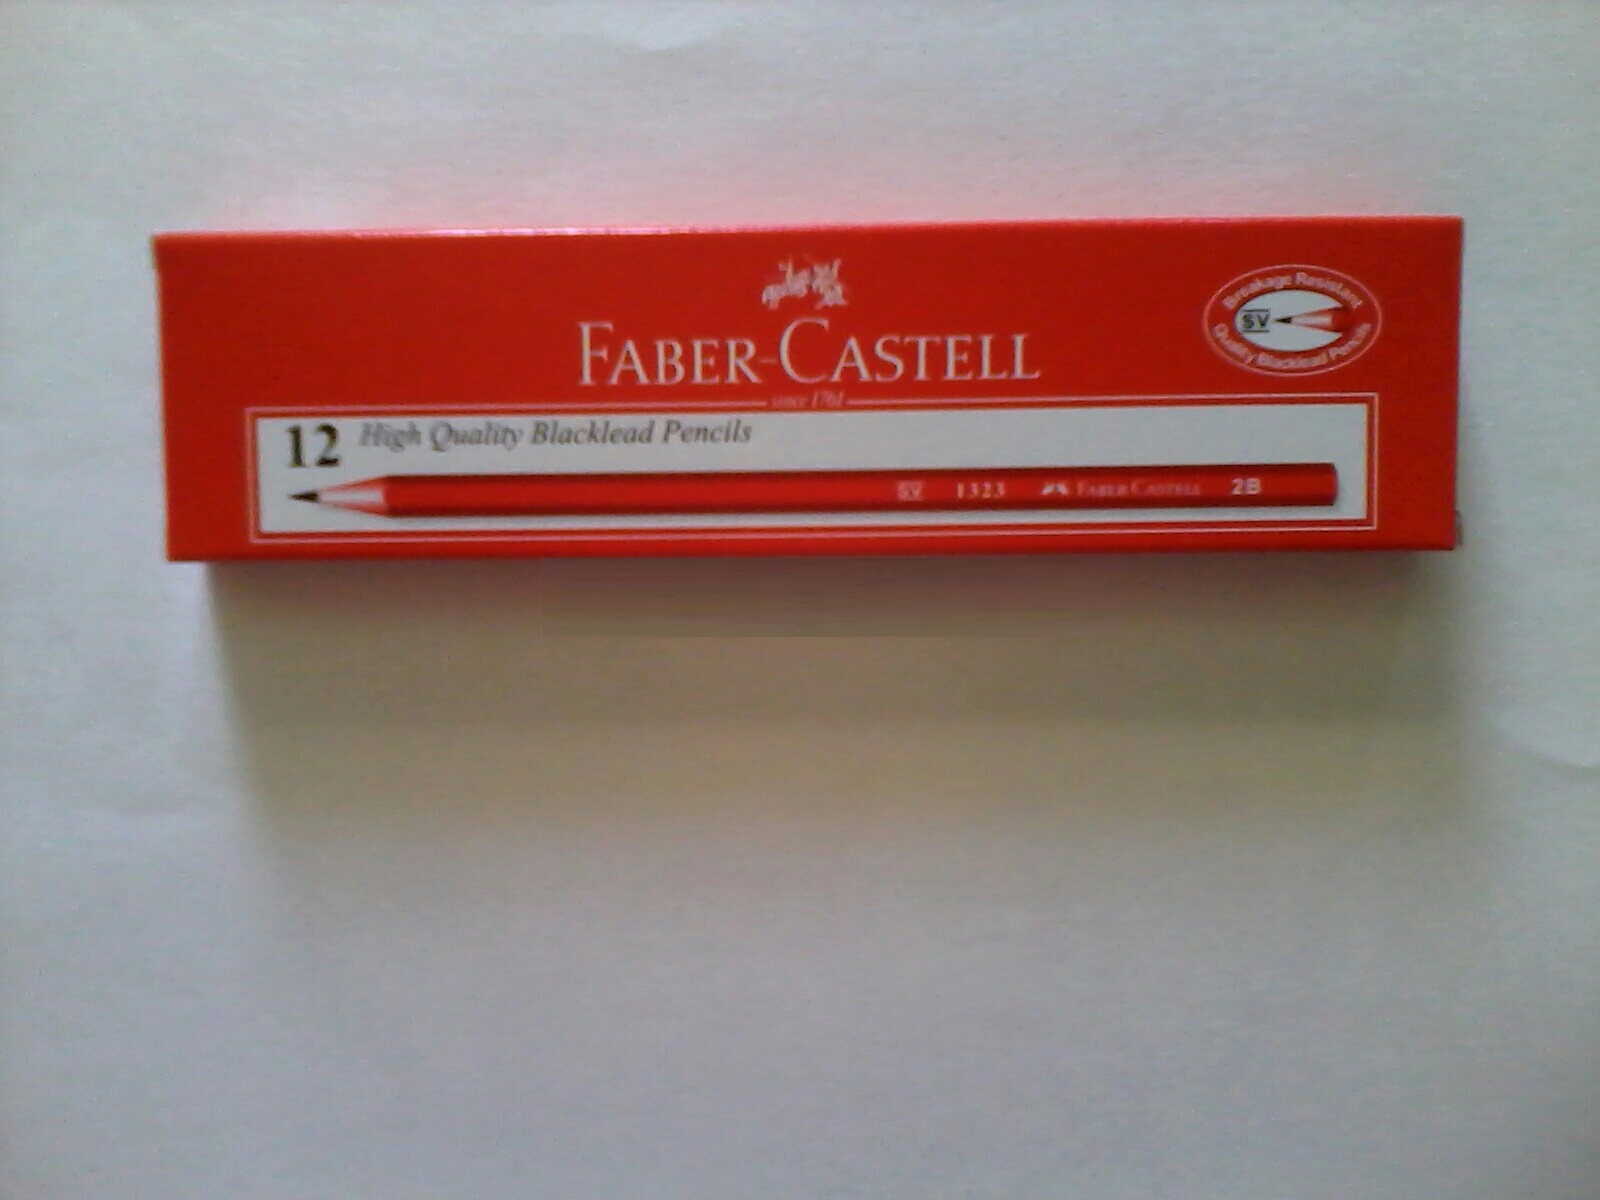 FABER-CASTELL
since 1761
Breakage Resistant
SV
Quality Blacklead Pencils
12 High Quality Blacklead Pencils
SV 1323 FABER CASTELL 2B